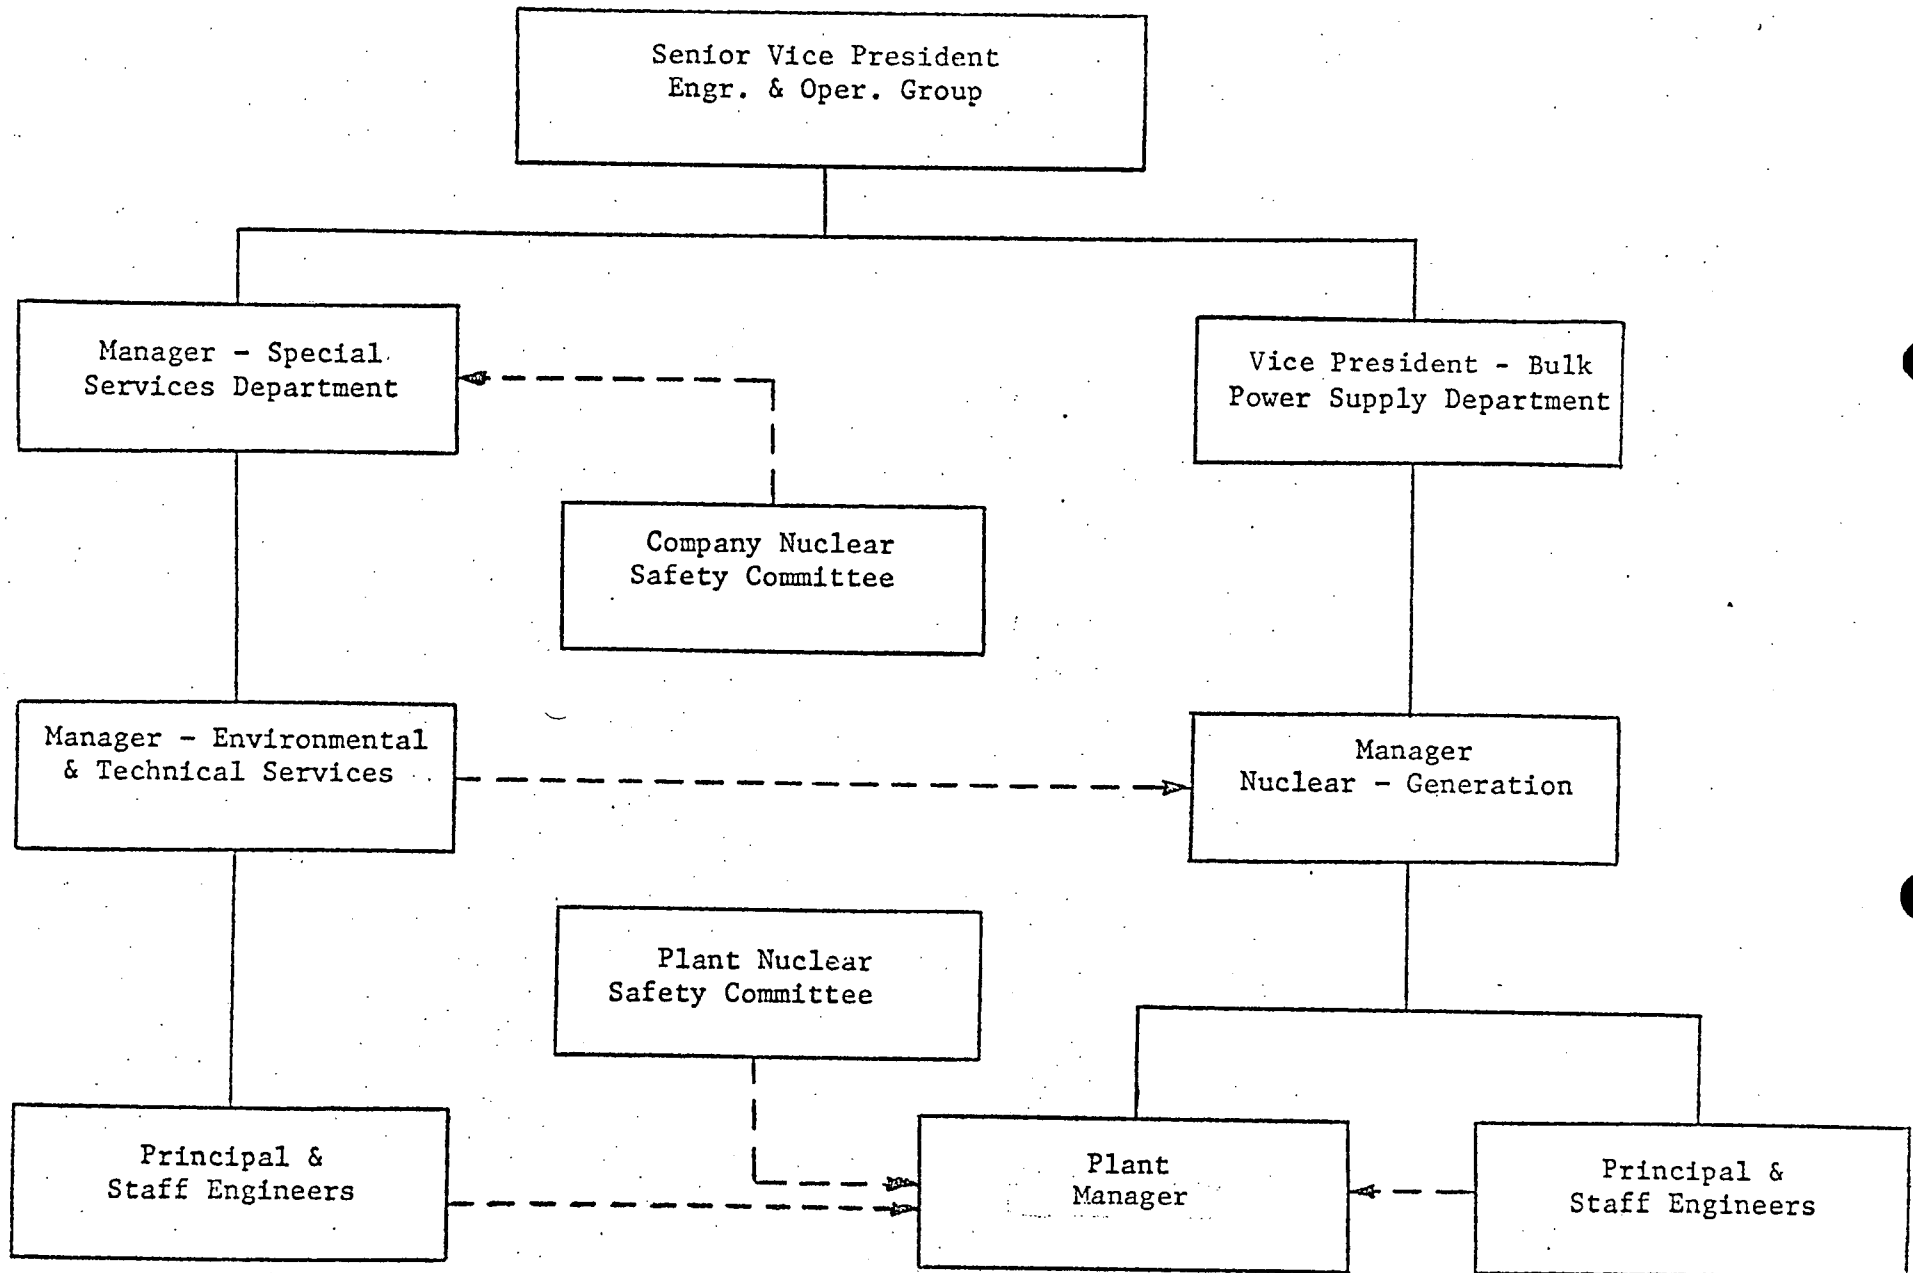 Senior Vice President
Engr. & Oper. Group
Manager - Special
Services Department
Vice President - Bulk
Power Supply Department
Company Nuclear
Safety Committee
Manager - Environmental
& Technical Services
Manager
Nuclear - Generation
Plant Nuclear
Safety Committee
Principal &
Staff Engineers
Plant
Manager
Principal &
Staff Engineers